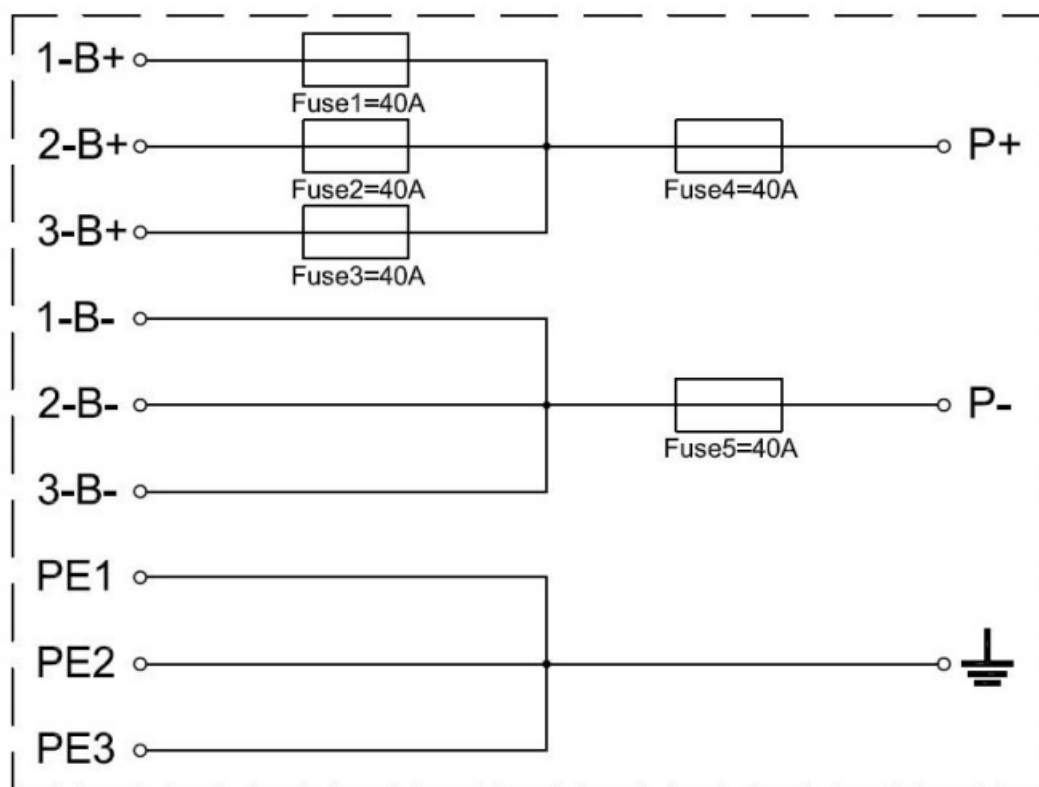 1-B+
Fuse1=40A
2-B+
Fuse2=40A
P+
Fuse4=40A
3-B+
Fuse3=40A
1-B-
2-B-
P-
Fuse5=40A
3-B-
PE1
PE2
PE3